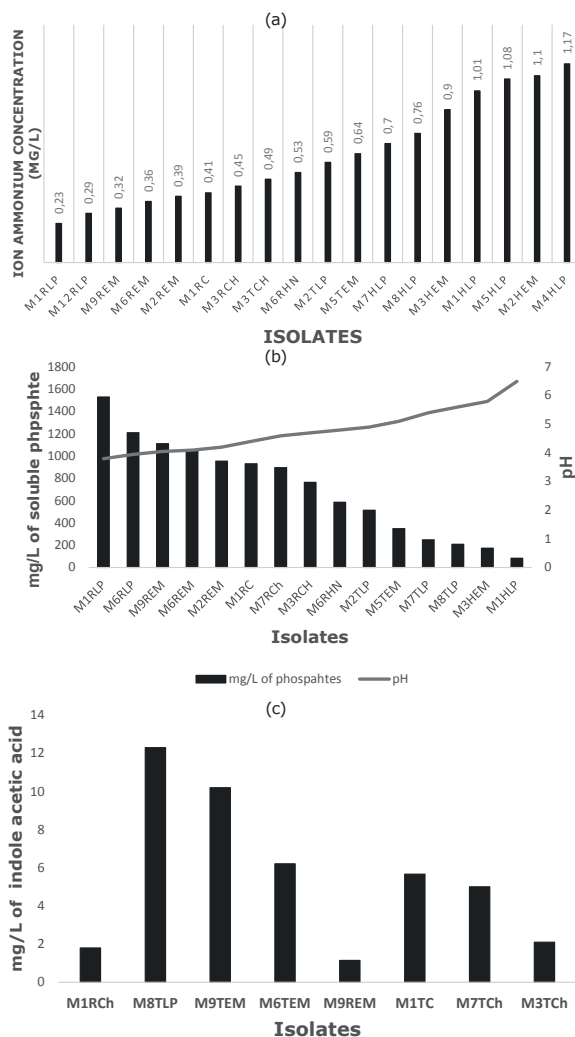 (a)
ION AMMONIUM CONCENTRATION
(MG/L)
0,23
0,29
0,32
0,36
0,39
0,41
0,45
0,49
0,53
0,59
0,64
0,7
0,76
0,9
1,01
1,08
1,1
1,17
M1RLP
M12RLP
M9REM
M6REM
M2REM
M1RC
M3RCH
M3TCH
M6RHN
M2TLP
M5TEM
M7HLP
M8HLP
M3HEM
M1HLP
M5HLP
M2HEM
M4HLP
ISOLATES
(b)
mg/L of soluble phpsphte
1800
1600
1400
1200
1000
800
600
400
200
0
7
6
5
4
3
2
1
0
pH
M1RLP
M6RLP
M9REM
M6REM
M2REM
M1RC
M7RCh
M3RCH
M6RHN
M2TLP
M5TEM
M7TLP
M8TLP
M3HEM
M1HLP
Isolates
mg/L of phospahtes
pH
(c)
mg/L of indole acetic acid
14
12
10
8
6
4
2
0
M1RCh
M8TLP
M9TEM
M6TEM
M9REM
M1TC
M7TCh
M3TCh
Isolates